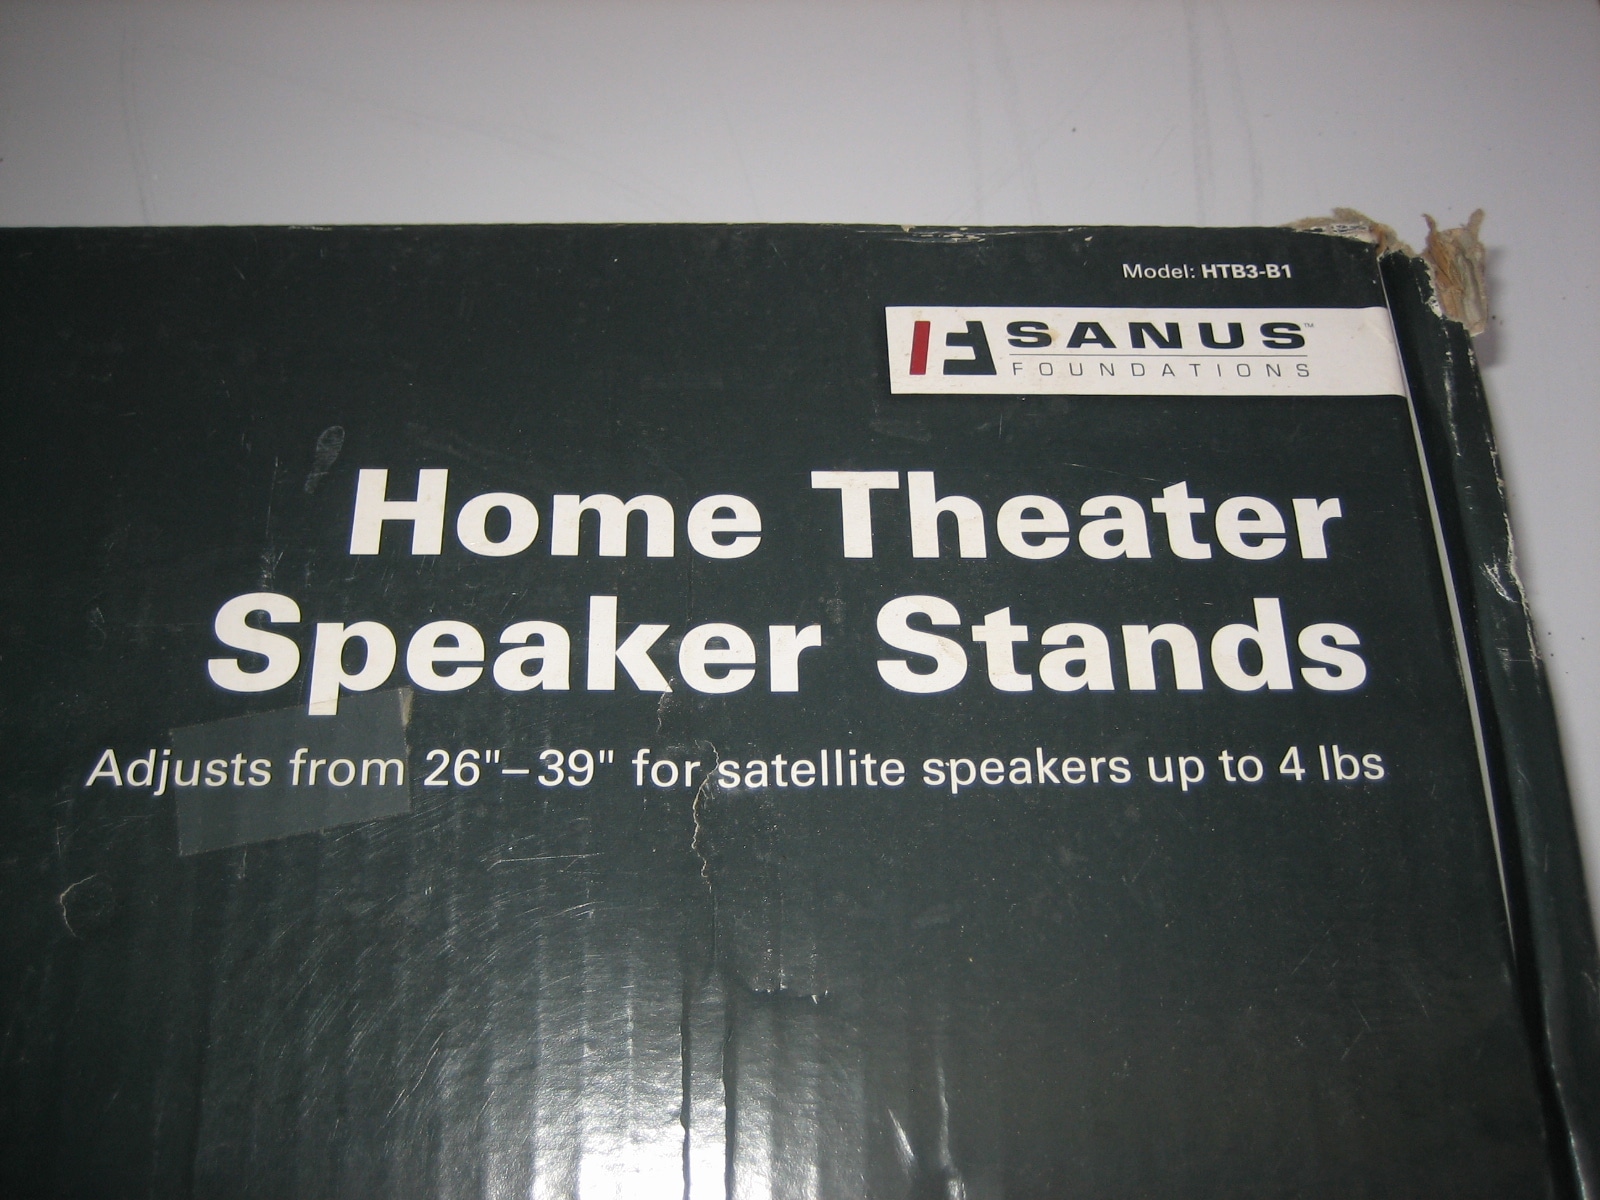 Model: HTB3-B1
SANUS™
FOUNDATIONS
Home Theater
Speaker Stands
Adjusts from 26"–39" for satellite speakers up to 4 lbs